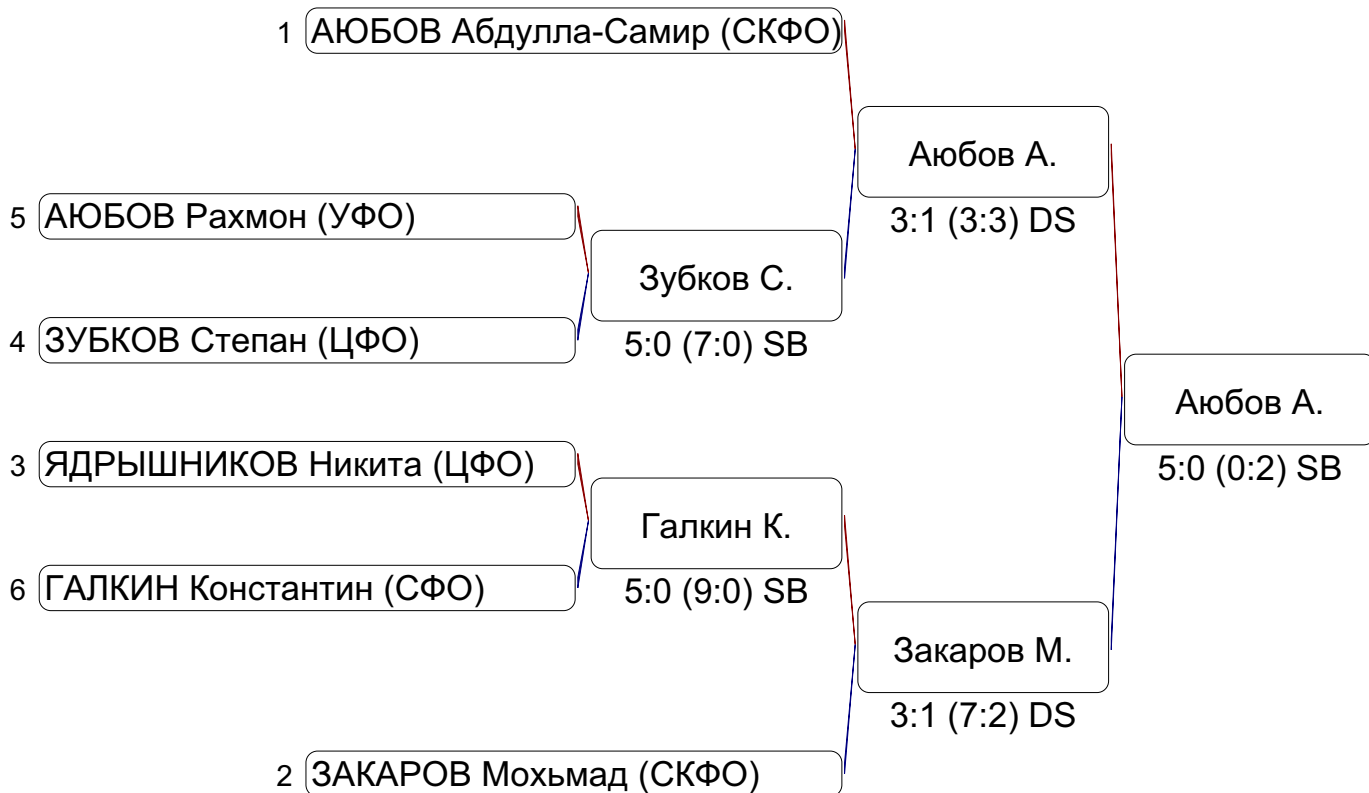 1 АЮБОВ Абдулла-Самир (СКФО)
Аюбов А.
3:1 (3:3) DS
5 АЮБОВ Рахмон (УФО)
Зубков С.
5:0 (7:0) SB
4 ЗУБКОВ Степан (ЦФО)
Аюбов А.
5:0 (0:2) SB
3 ЯДРЫШНИКОВ Никита (ЦФО)
Галкин К.
5:0 (9:0) SB
6 ГАЛКИН Константин (СФО)
Закаров М.
3:1 (7:2) DS
2 ЗАКАРОВ Мохьмад (СКФО)